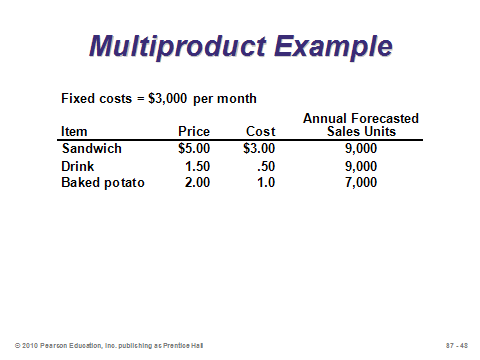 Multiproduct Example
Fixed costs = $3,000 per month
Annual Forecasted
Item Price Cost Sales Units
Sandwich $5.00 $3.00 9,000
Drink 1.50 .50 9,000
Baked potato 2.00 1.0 7,000
© 2010 Pearson Education, Inc. publishing as Prentice Hall S7 - 43